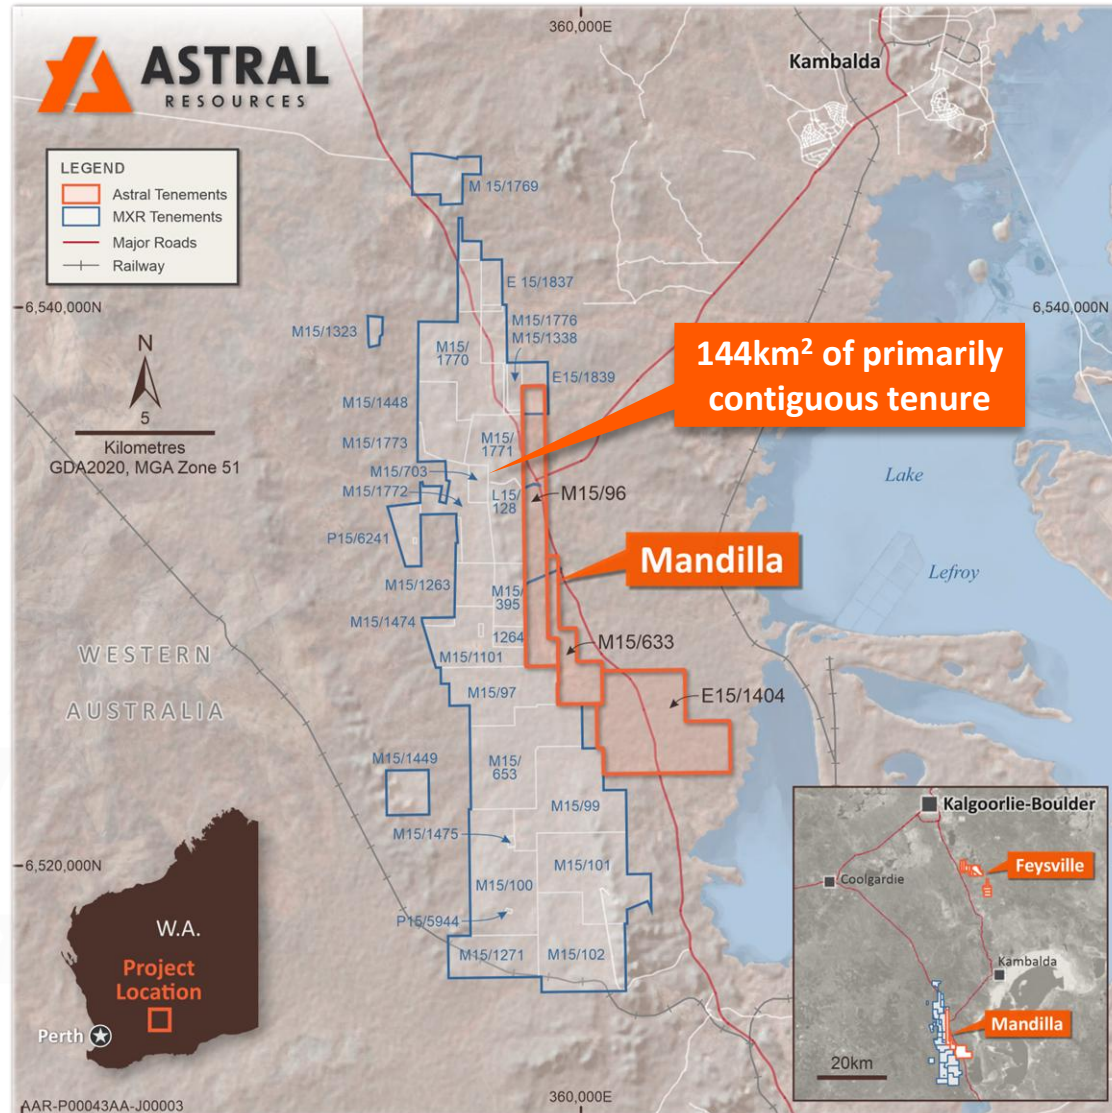 ASTRAL
RESOURCES
360,000E
Kambalda
LEGEND
Astral Tenements
MXR Tenements
Major Roads
Railway
M 15/1769
6,540,000N
6,540,000N
E 15/1837
M15/1776
M15/1338
M15/1323
M15/
1770
E15/1839
144km² of primarily
contiguous tenure
N
5
Kilometres
GDA2020, MGA Zone 51
M15/1448
M15/1773
M15/
1771
M15/703
M15/1772
L15/
128
M15/96
Lake
Lefroy
P15/6241
Mandilla
M15/1263
M15/
395
M15/1474
1264
M15/633
M15/1101
WESTERN
AUSTRALIA
M15/97
E15/1404
M15/1449
M15/
653
M15/99
M15/1475
M15/101
6,520,000N
M15/100
P15/5944
M15/1271
M15/102
W.A.
Project
Location
Perth
Kalgoorlie-Boulder
Feysville
Coolgardie
Kambalda
Mandilla
20km
AAR-P00043AA-J00003
360,000E